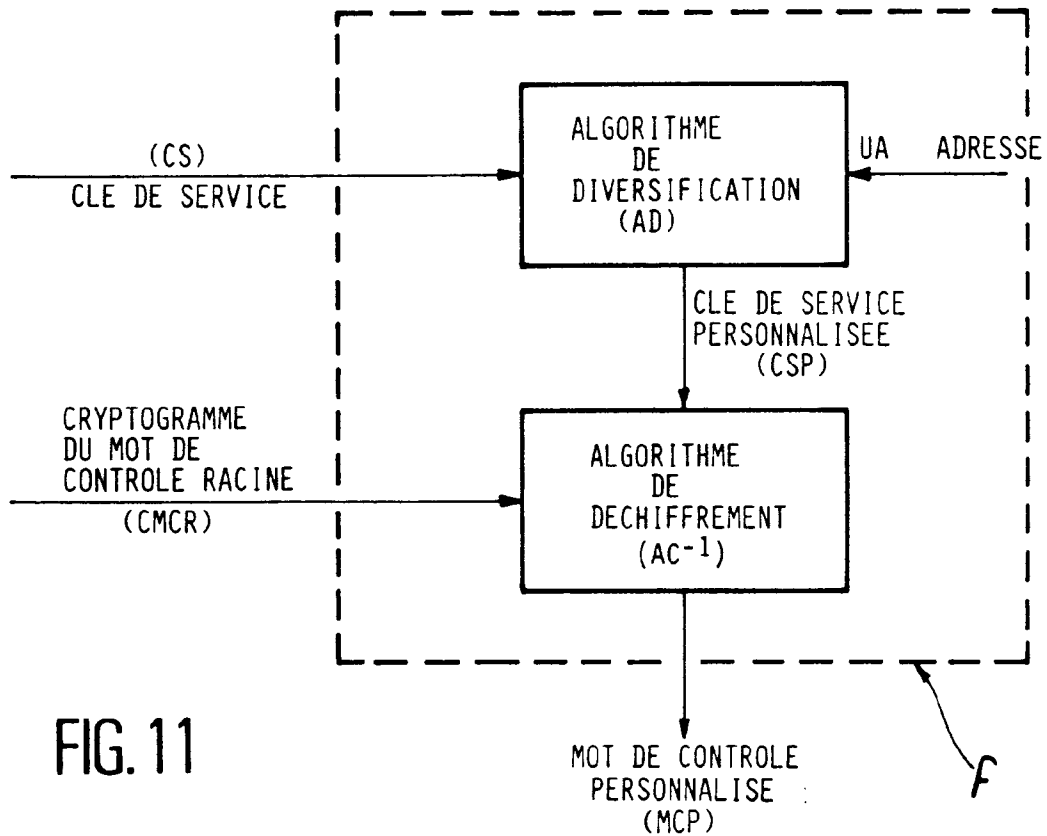 ALGORITHME
DE
DIVERSIFICATION
(AD)
(CS)
CLE DE SERVICE
UA ADRESSE
CLE DE SERVICE
PERSONNALISEE
(CSP)
CRYPTOGRAMME
DU MOT DE
CONTROLE RACINE
(CMCR)
ALGORITHME
DE
DECHIFFREMENT
(AC-1)
FIG. 11
MOT DE CONTROLE
PERSONNALISE
(MCP)
F